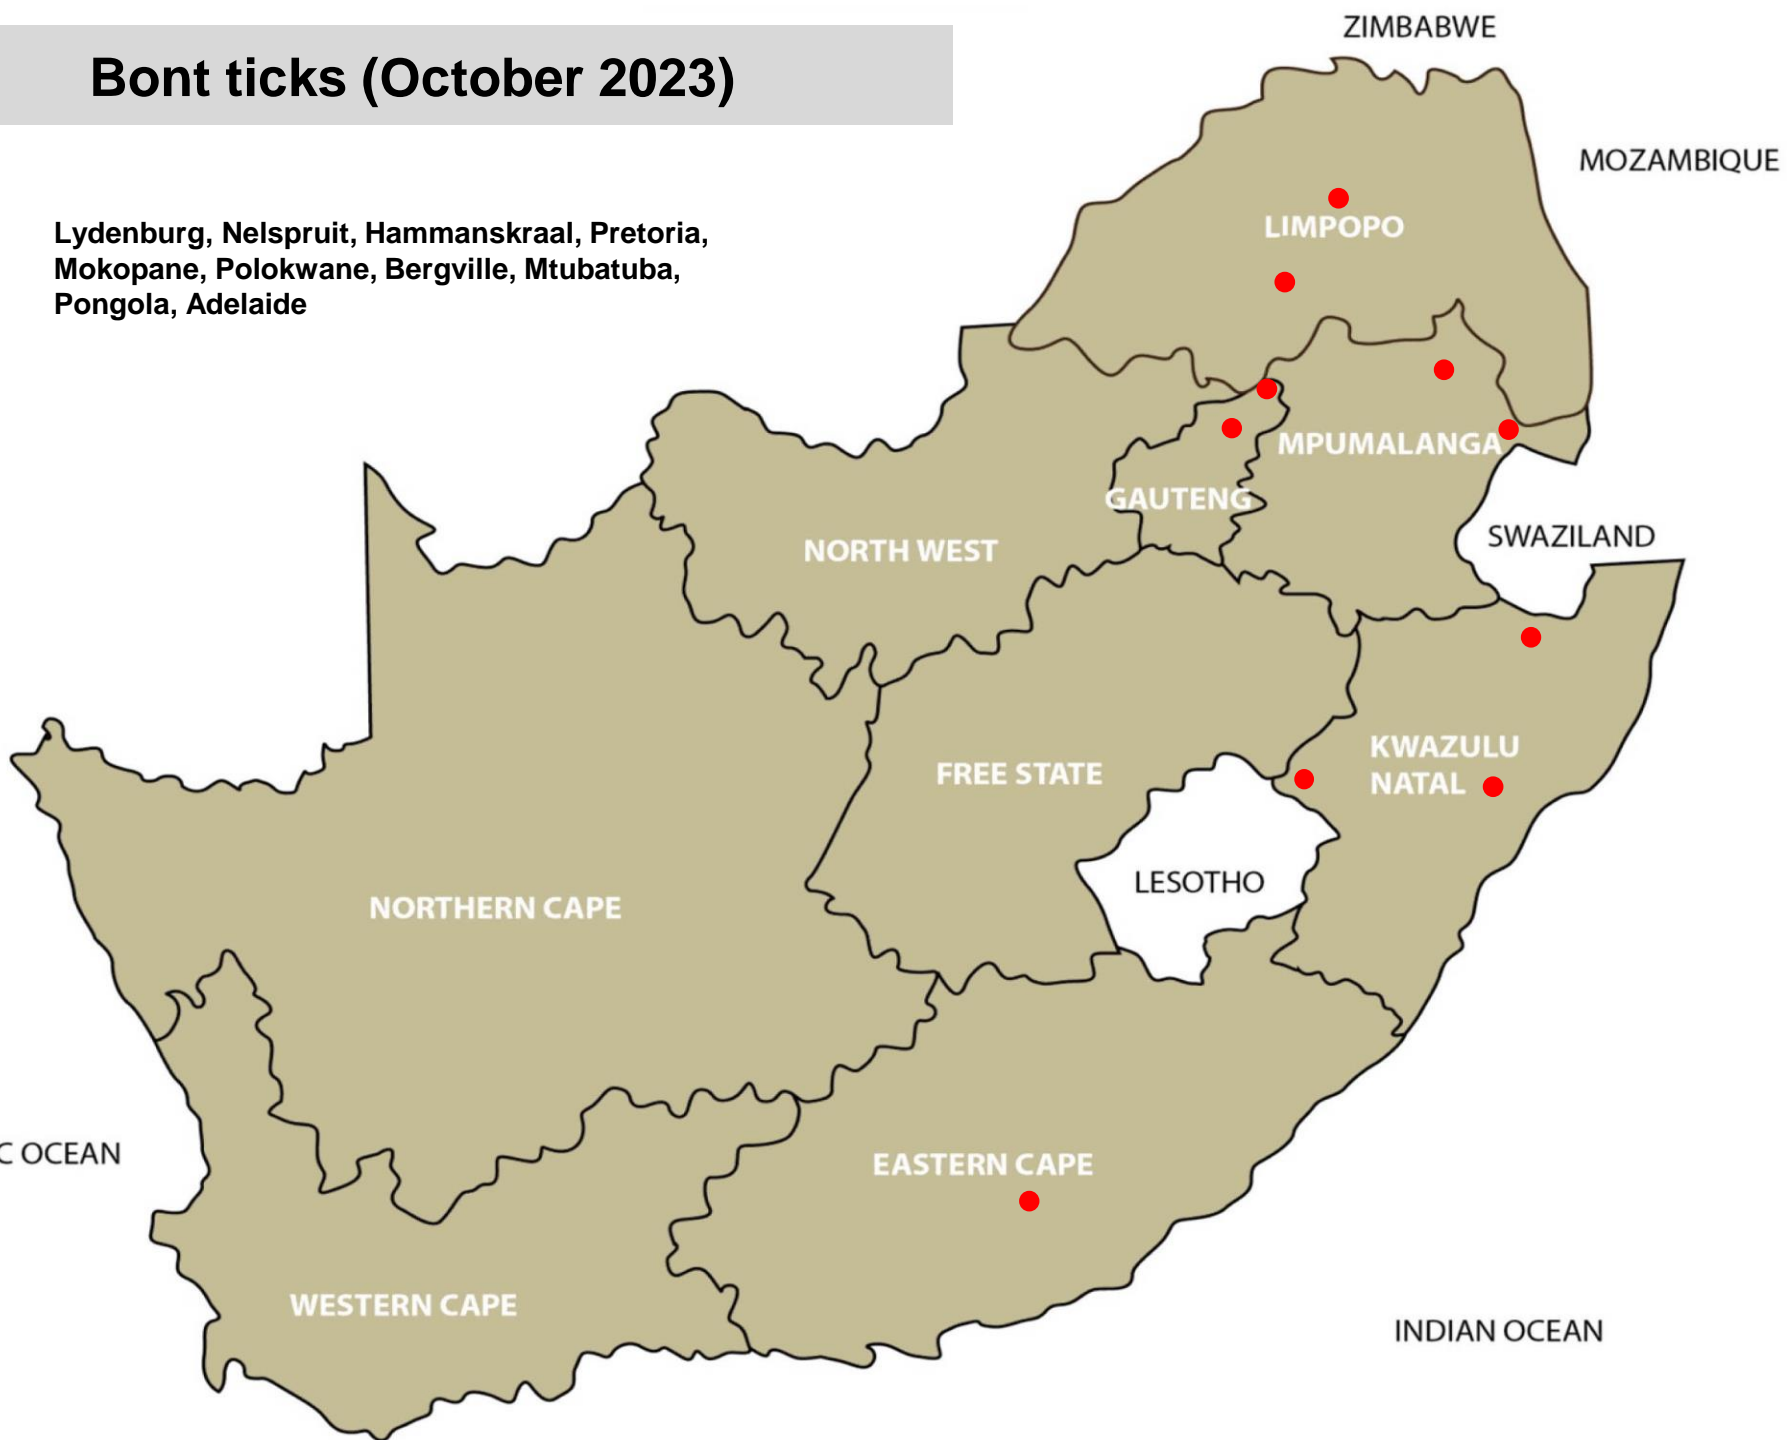 ZIMBABWE
Bont ticks (October 2023)
MOZAMBIQUE
Lydenburg, Nelspruit, Hammanskraal, Pretoria,
Mokopane, Polokwane, Bergville, Mtubatuba,
Pongola, Adelaide
LIMPOPO
MPUMALANGA
GAUTENG
NORTH WEST
SWAZILAND
KWAZULU
NATAL
FREE STATE
LESOTHO
NORTHERN CAPE
C OCEAN
EASTERN CAPE
WESTERN CAPE
INDIAN OCEAN